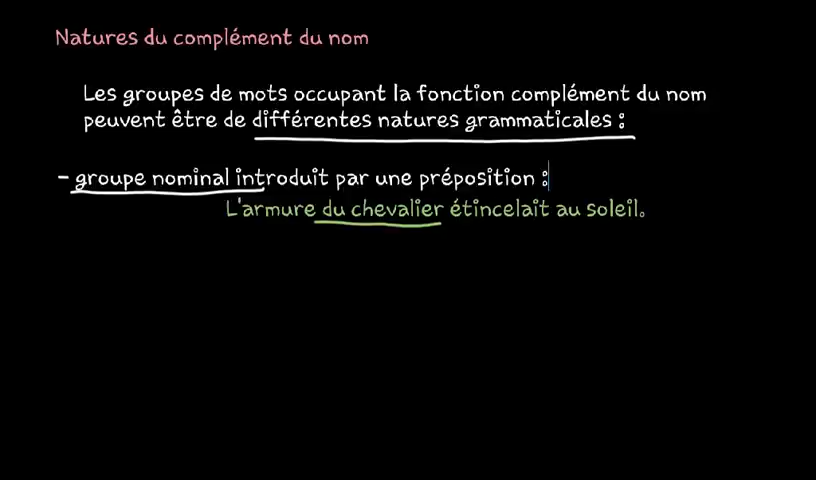 Natures du complément du nom
Les groupes de mots occupant la fonction complément du nom
peuvent être de différentes natures grammaticales :
- groupe nominal introduit par une préposition :
L'armure du chevalier étincelait au soleil.